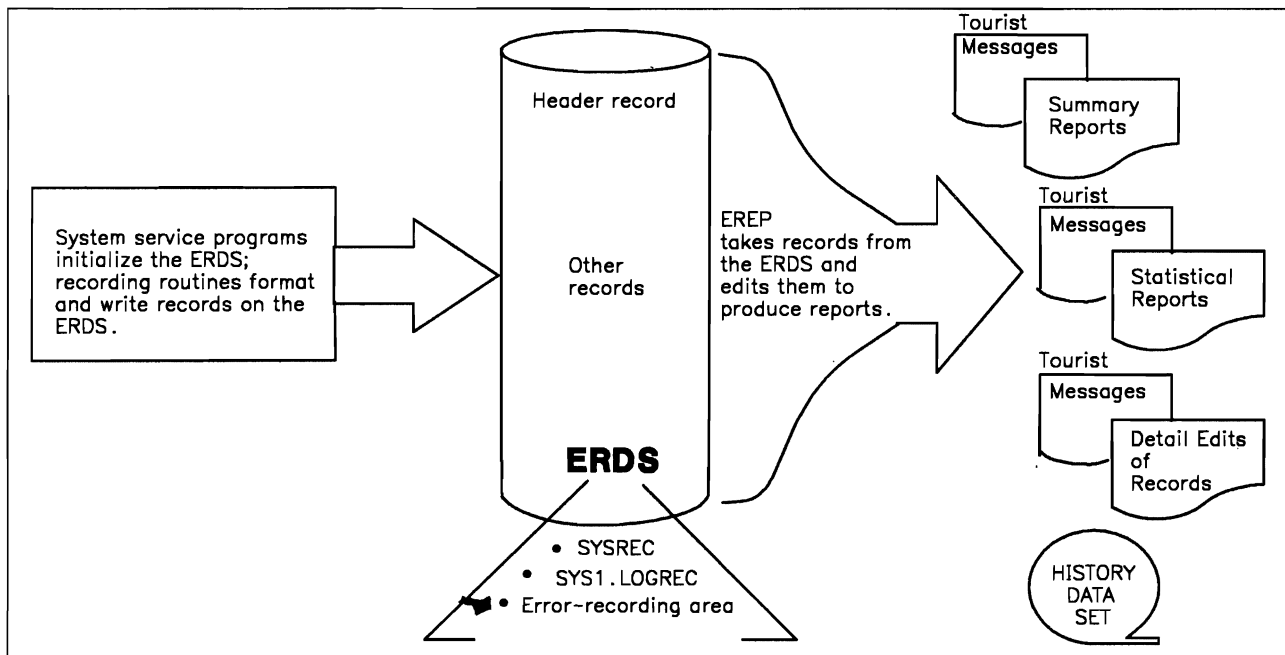 System service programs
initialize the ERDS;
recording routines format
and write records on the
ERDS.
Header record
Other
records
ERDS
• SYSREC
• SYS1.LOGREC
• Error-recording area
EREP
takes records from
the ERDS and
edits them to
produce reports.
Tourist
Messages
Summary
Reports
Tourist
Messages
Statistical
Reports
Tourist
Messages
Detail Edits
of
Records
HISTORY
DATA
SET